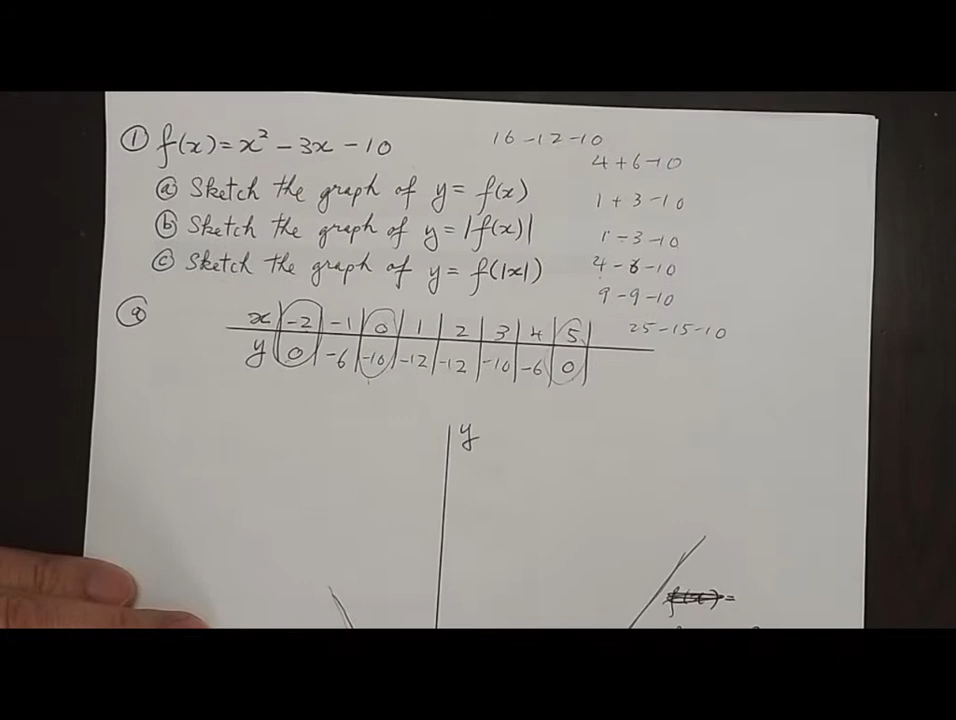 ① f(x) = x² - 3x - 10
16 - 12 - 10
4 + 6 - 10
ⓐ Sketch the graph of y = f(x)
1 + 3 - 10
ⓑ Sketch the graph of y = |f(x)|
1 - 3 - 10
ⓒ Sketch the graph of y = f(|x|)
4 - 6 - 10
9 - 9 - 10
25 - 15 - 10
ⓐ
x | -2 | -1 | 0 | 1 | 2 | 3 | 4 | 5 |
y | 0 | -6 | -10 | -12 | -12 | -10 | -6 | 0 |
y
f(x) =